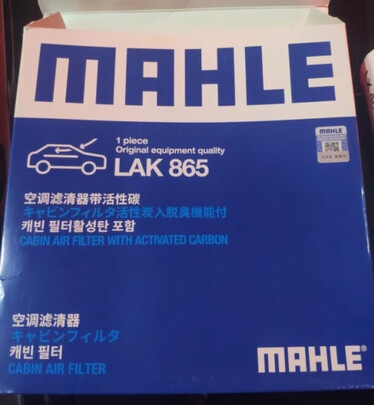 MAHLE
1 piece
Original equipment quality
LAK 865
MAHLE
空调滤清器带活性碳
キャビンフィルタ活性炭入脱臭機能付
캐빈 필터활성탄 포함
CABIN AIR FILTER WITH ACTIVATED CARBON
空调滤清器
キャビンフィルタ
캐빈 필터
CABIN AIR FILTER
MAHLE®